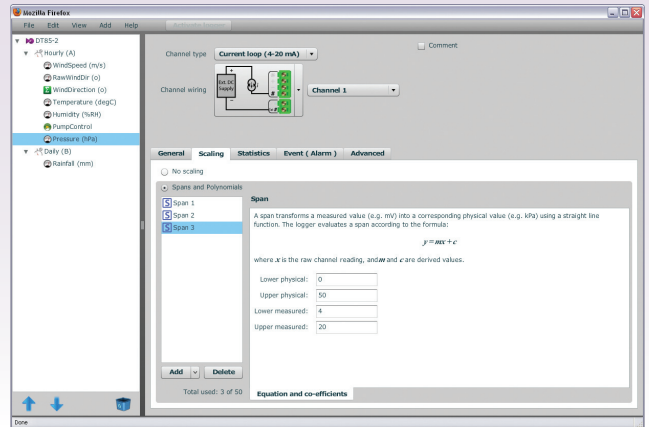 Mozilla Firefox
File Edit View Add Help
DT85-2
Hourly (A)
WindSpeed (m/s)
RawWindDir (o)
WindDirection (o)
Temperature (degC)
Humidity (%RH)
PumpControl
Pressure (hPa)
Daily (B)
Rainfall (mm)
Comment
Channel type Current loop (4-20 mA)
Channel wiring Ext. DC Supply Channel 1
General Scaling Statistics Event ( Alarm ) Advanced
No scaling
Spans and Polynomials
Span 1
Span 2
Span 3
Span
A span transforms a measured value (e.g. mV) into a corresponding physical value (e.g. kPa) using a straight line
function. The logger evaluates a span according to the formula:
y=mx+c
where x is the raw channel reading, and m and c are derived values.
Lower physical: 0
Upper physical: 50
Lower measured: 4
Upper measured: 20
Add Delete
Total used: 3 of 50
Equation and co-efficients
Done